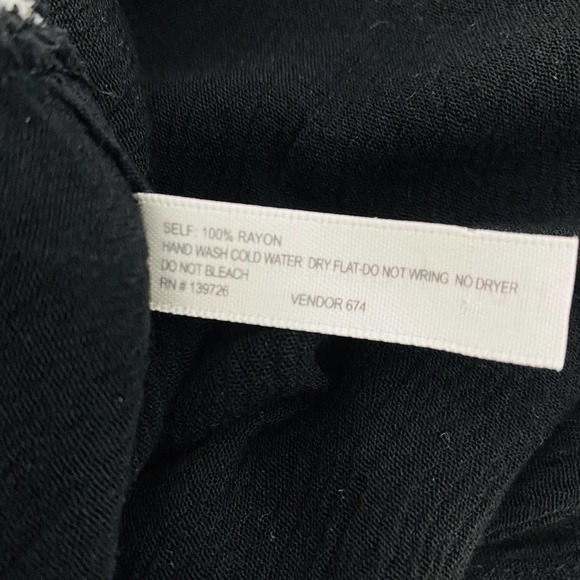 SELF: 100% RAYON
HAND WASH COLD WATER DRY FLAT-DO NOT WRING NO DRYER
DO NOT BLEACH
RN # 139726 VENDOR 674